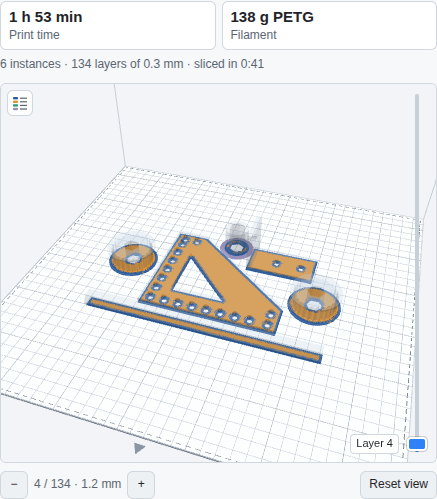 1 h 53 min
Print time
138 g PETG
Filament
6 instances · 134 layers of 0.3 mm · sliced in 0:41
Layer 4
− 4 / 134 · 1.2 mm + Reset view